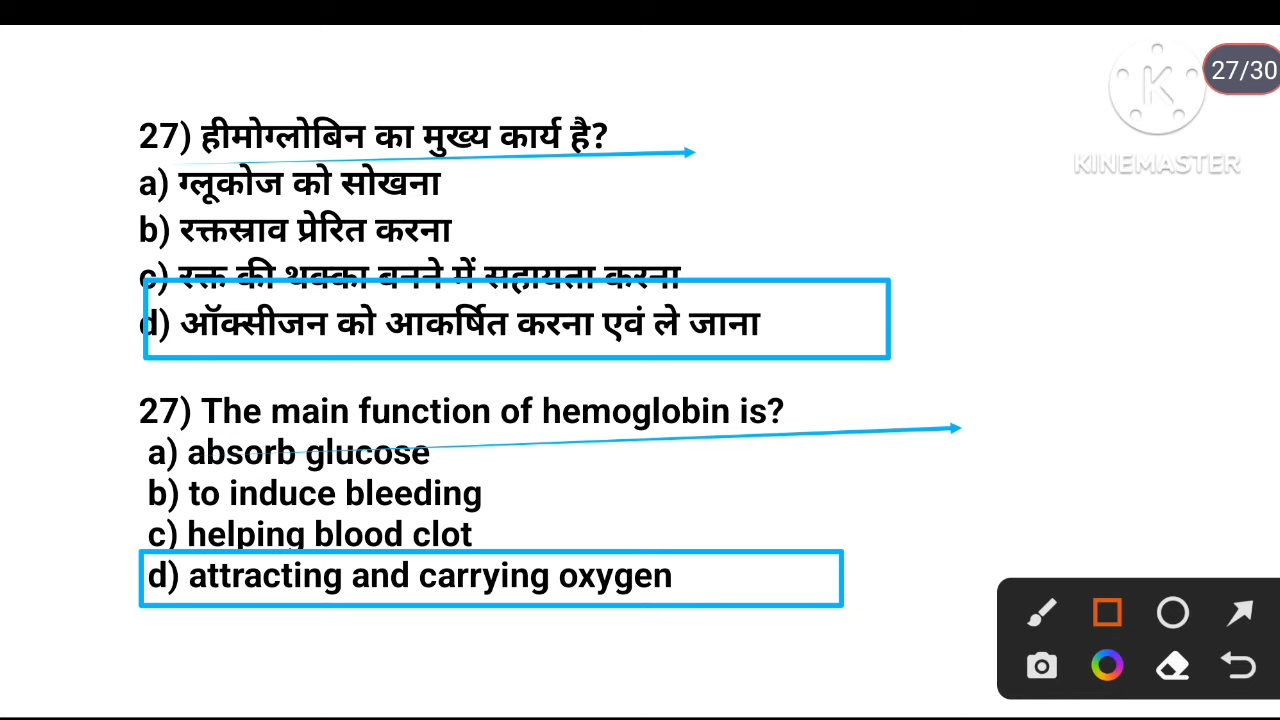 27/30
KINEMASTER
27) हीमोग्लोबिन का मुख्य कार्य है?
a) ग्लूकोज को सोखना
b) रक्तस्राव प्रेरित करना
c) रक्त की थक्का बनने में सहायता करना
d) ऑक्सीजन को आकर्षित करना एवं ले जाना
27) The main function of hemoglobin is?
a) absorb glucose
b) to induce bleeding
c) helping blood clot
d) attracting and carrying oxygen